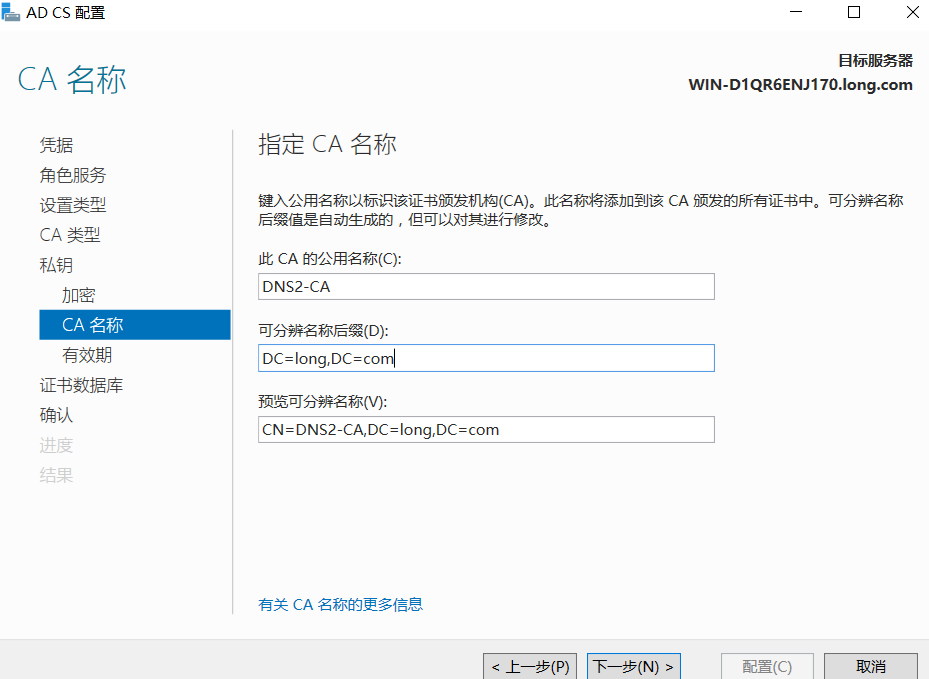 AD CS 配置
CA 名称
目标服务器
WIN-D1QR6ENJ170.long.com
凭据
角色服务
设置类型
CA 类型
私钥
加密
CA 名称
有效期
证书数据库
确认
进度
结果
指定 CA 名称
键入公用名称以标识该证书颁发机构(CA)。此名称将添加到该 CA 颁发的所有证书中。可分辨名称
后缀值是自动生成的，但可以对其进行修改。
此 CA 的公用名称(C):
DNS2-CA
可分辨名称后缀(D):
DC=long,DC=com
预览可分辨名称(V):
CN=DNS2-CA,DC=long,DC=com
有关 CA 名称的更多信息
< 上一步(P)
下一步(N) >
配置(C)
取消